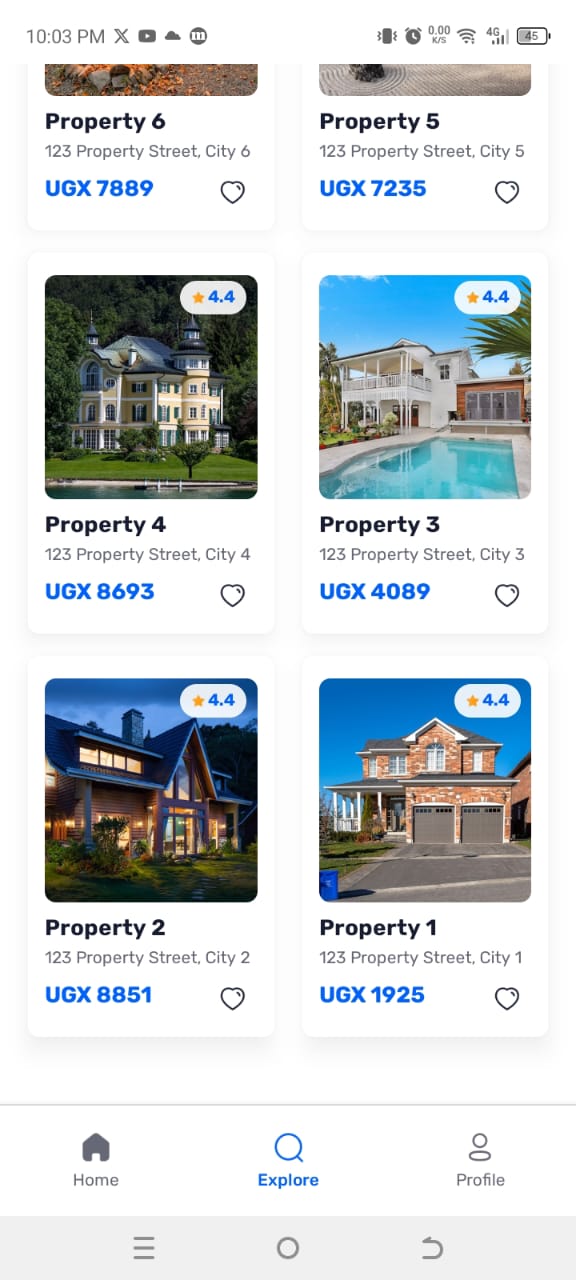 10:03 PM
0.00
K/S
4G
45
Property 6
123 Property Street, City 6
UGX 7889
Property 5
123 Property Street, City 5
UGX 7235
4.4
Property 4
123 Property Street, City 4
UGX 8693
4.4
Property 3
123 Property Street, City 3
UGX 4089
4.4
Property 2
123 Property Street, City 2
UGX 8851
4.4
Property 1
123 Property Street, City 1
UGX 1925
Home
Explore
Profile